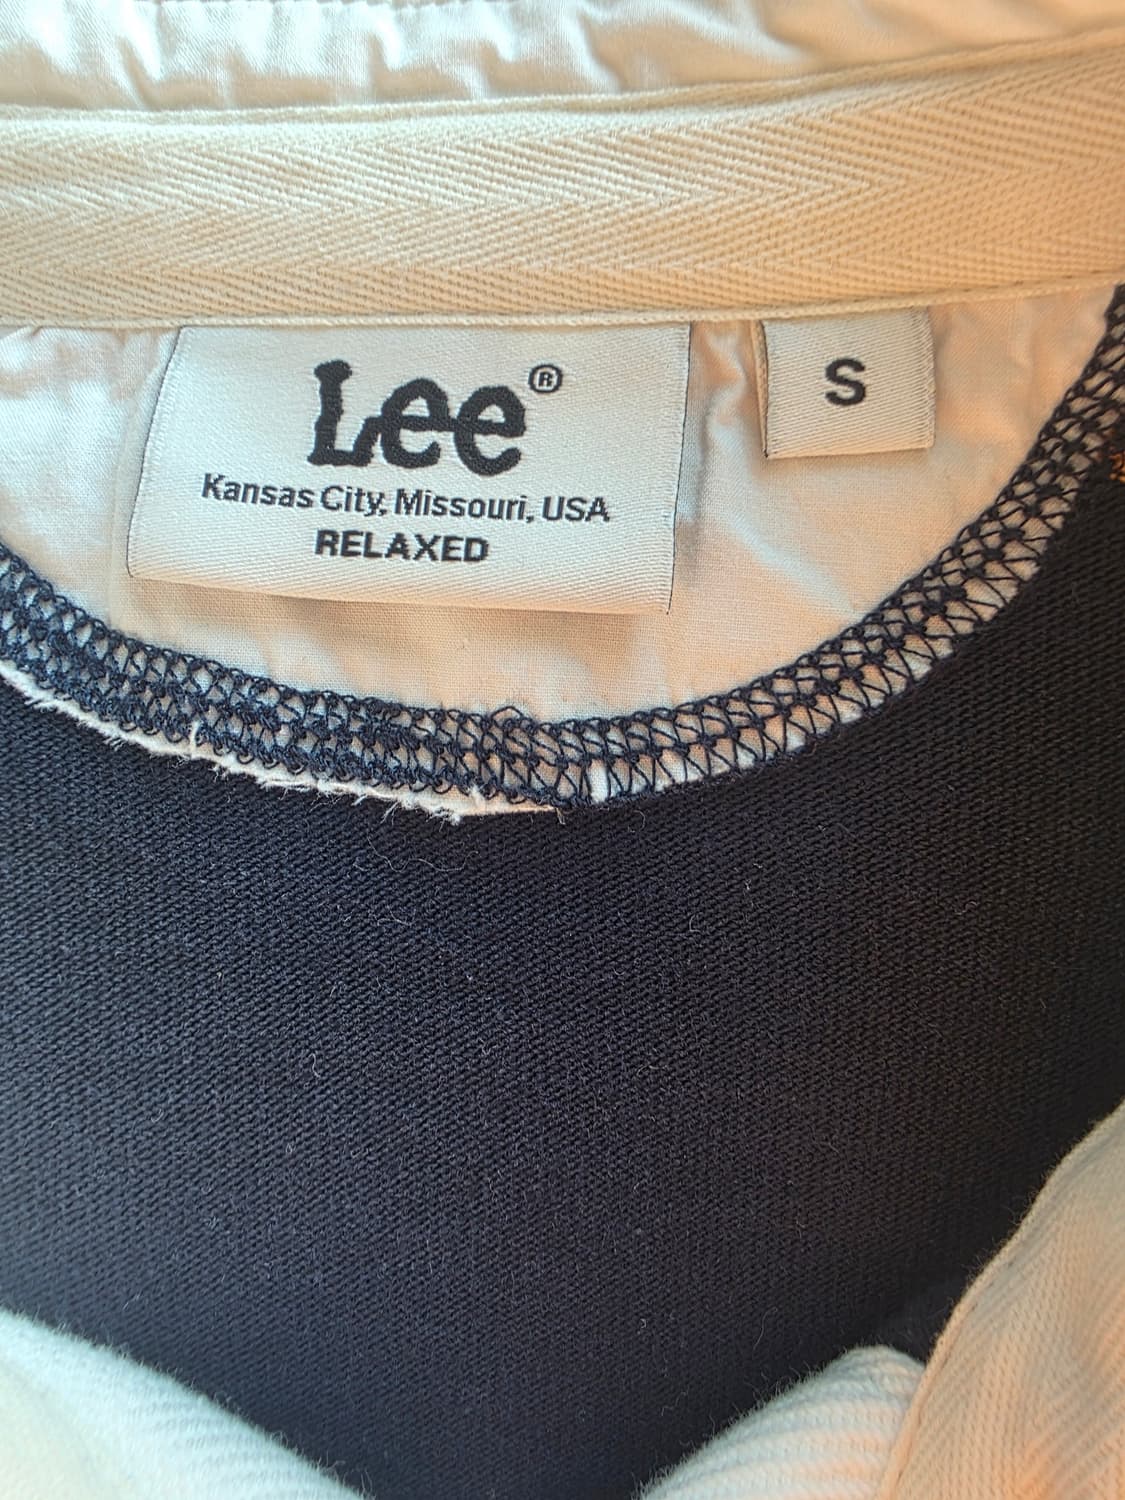 Lee®
Kansas City, Missouri, USA
RELAXED
S